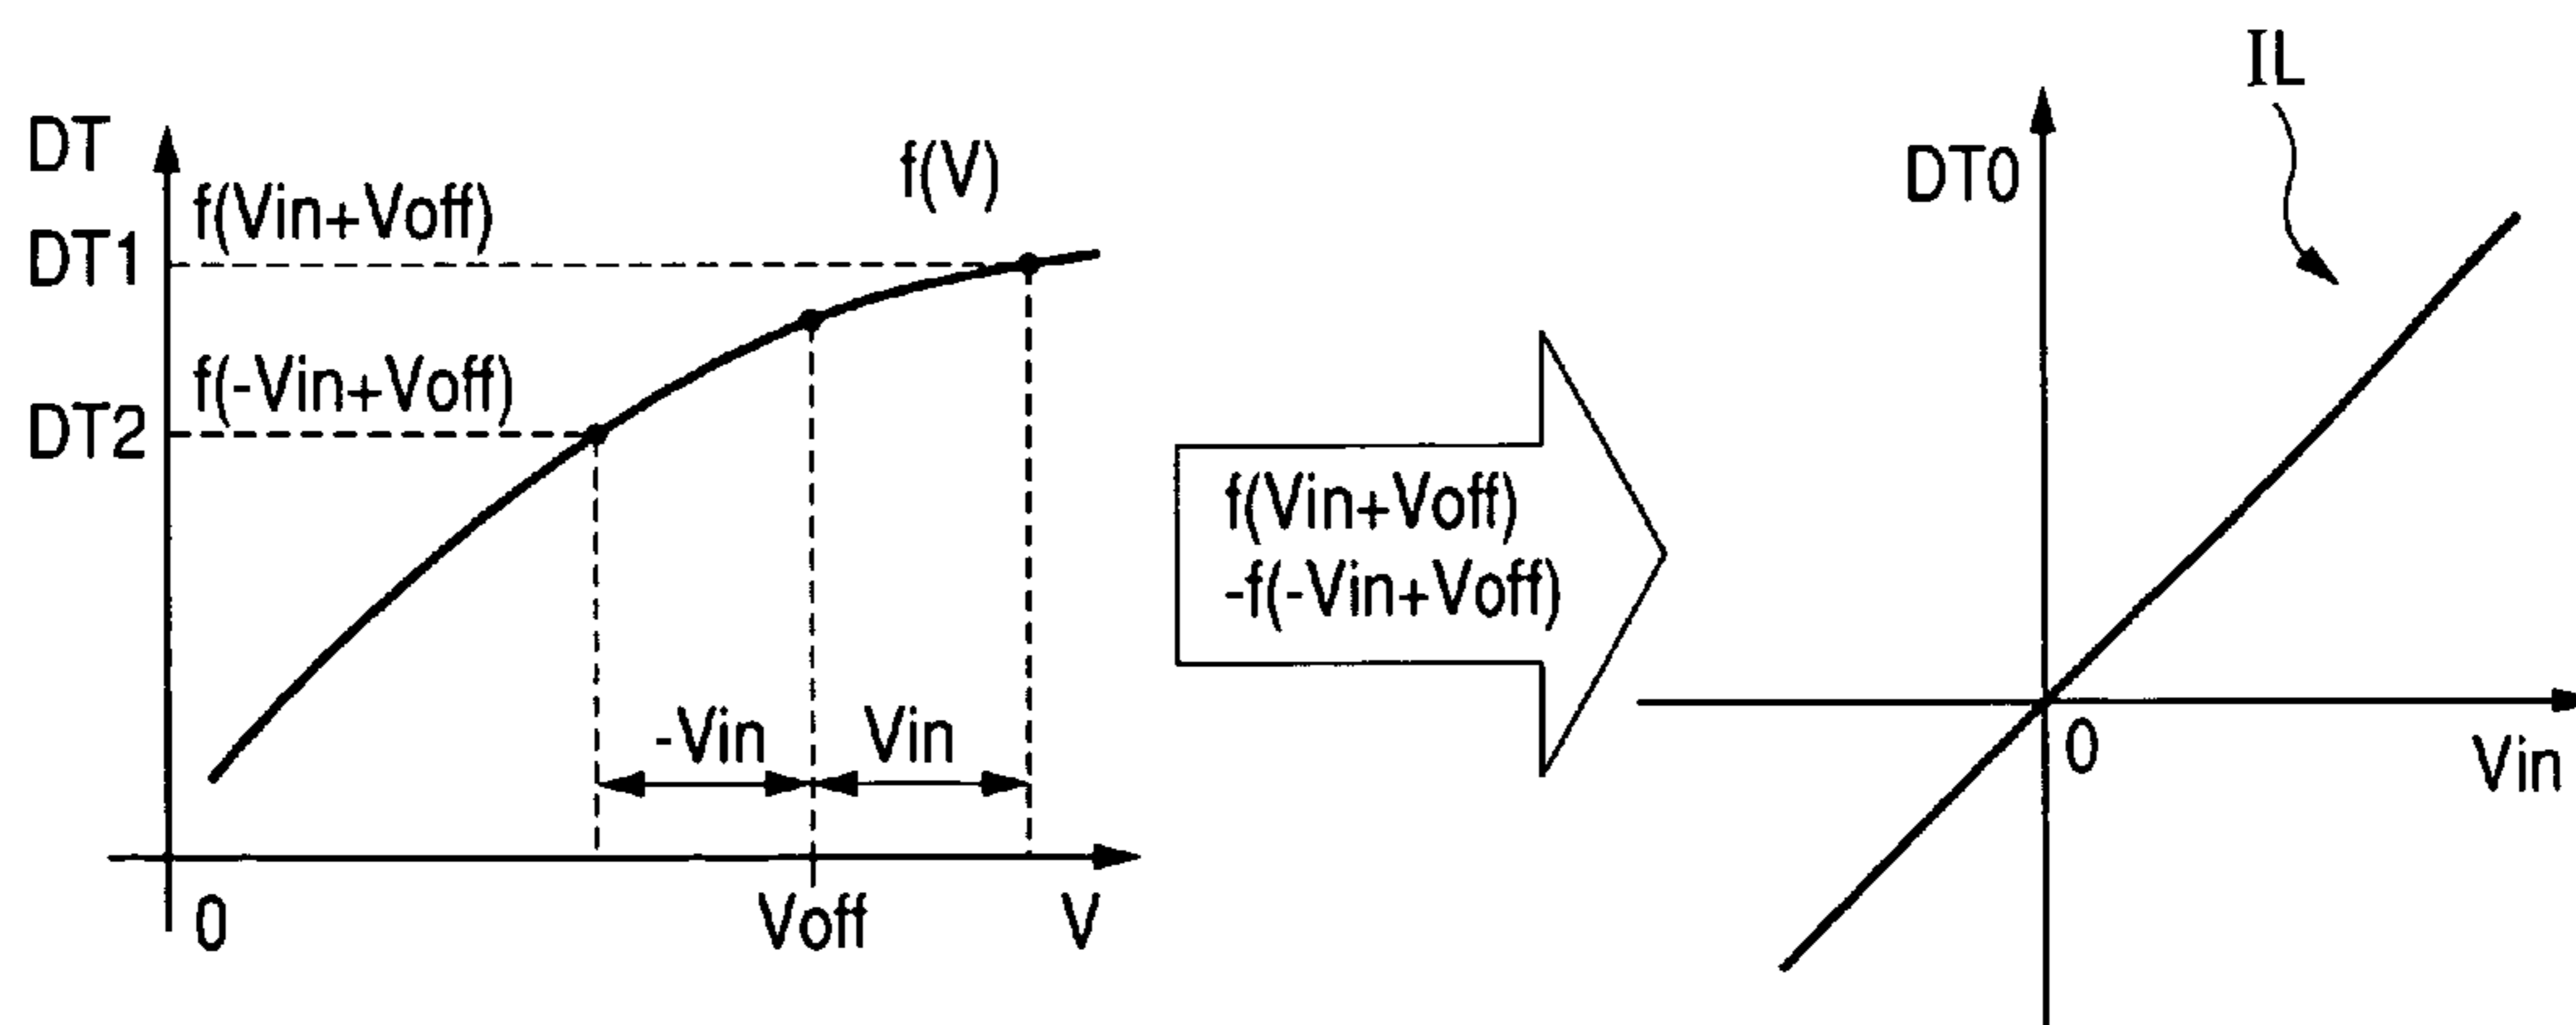 DT
f(Vin+Voff)
DT1
f(-Vin+Voff)
DT2
f(V)
-Vin
Vin
0
Voff
V
f(Vin+Voff)
-f(-Vin+Voff)
IL
DT0
0
Vin